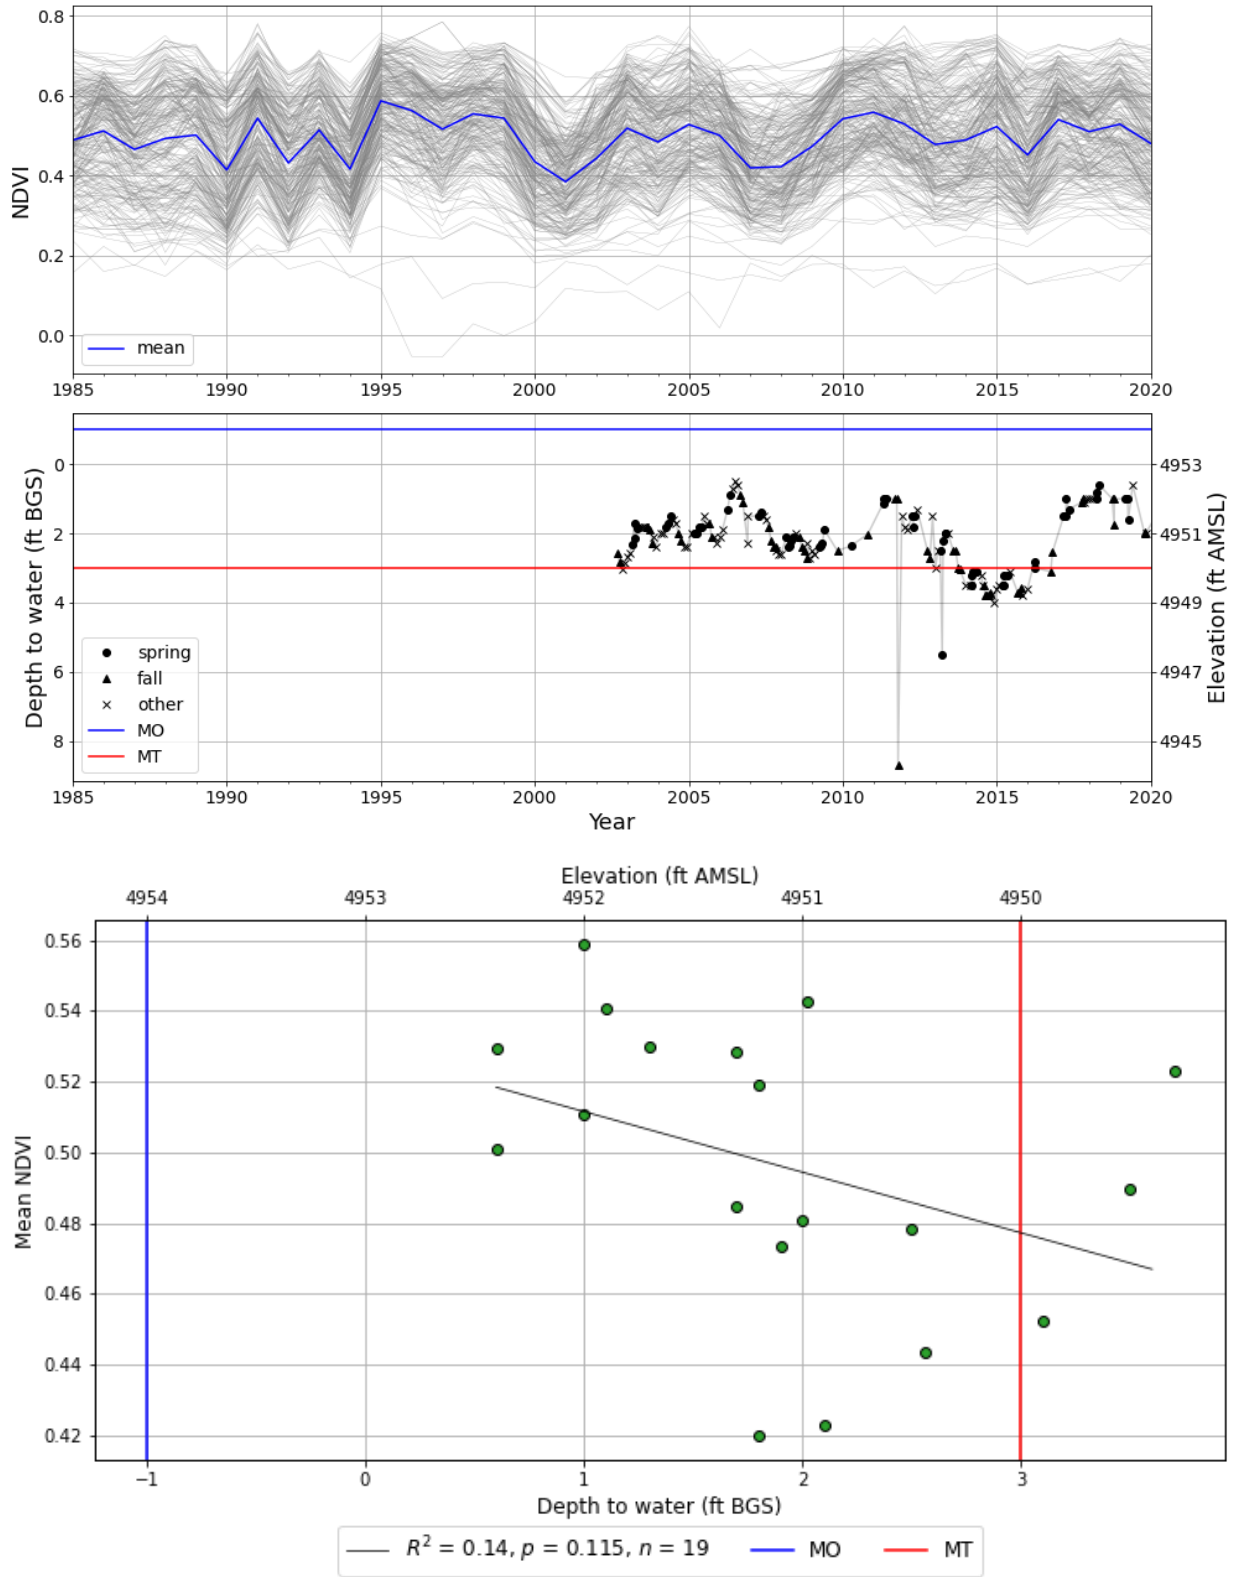 0.8
0.6
0.4
0.2
0.0
NDVI
mean
1985 1990 1995 2000 2005 2010 2015 2020
0
2
4
6
8
Depth to water (ft BGS)
4953
4951
4949
4947
4945
Elevation (ft AMSL)
spring
fall
other
MO
MT
1985 1990 1995 2000 2005 2010 2015 2020
Year
Elevation (ft AMSL)
4954 4953 4952 4951 4950
0.56
0.54
0.52
0.50
0.48
0.46
0.44
0.42
Mean NDVI
−1 0 1 2 3
Depth to water (ft BGS)
R² = 0.14, p = 0.115, n = 19 MO MT